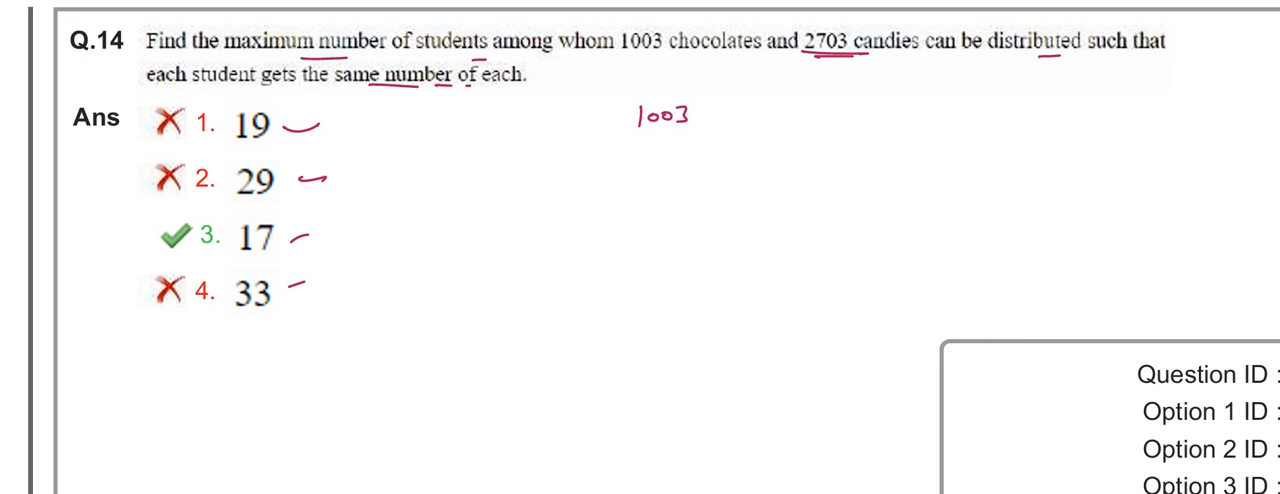 Q.14 Find the maximum number of students among whom 1003 chocolates and 2703 candies can be distributed such that
each student gets the same number of each.
Ans 1. 19
1003
2. 29
3. 17
4. 33
Question ID :
Option 1 ID :
Option 2 ID :
Option 3 ID :